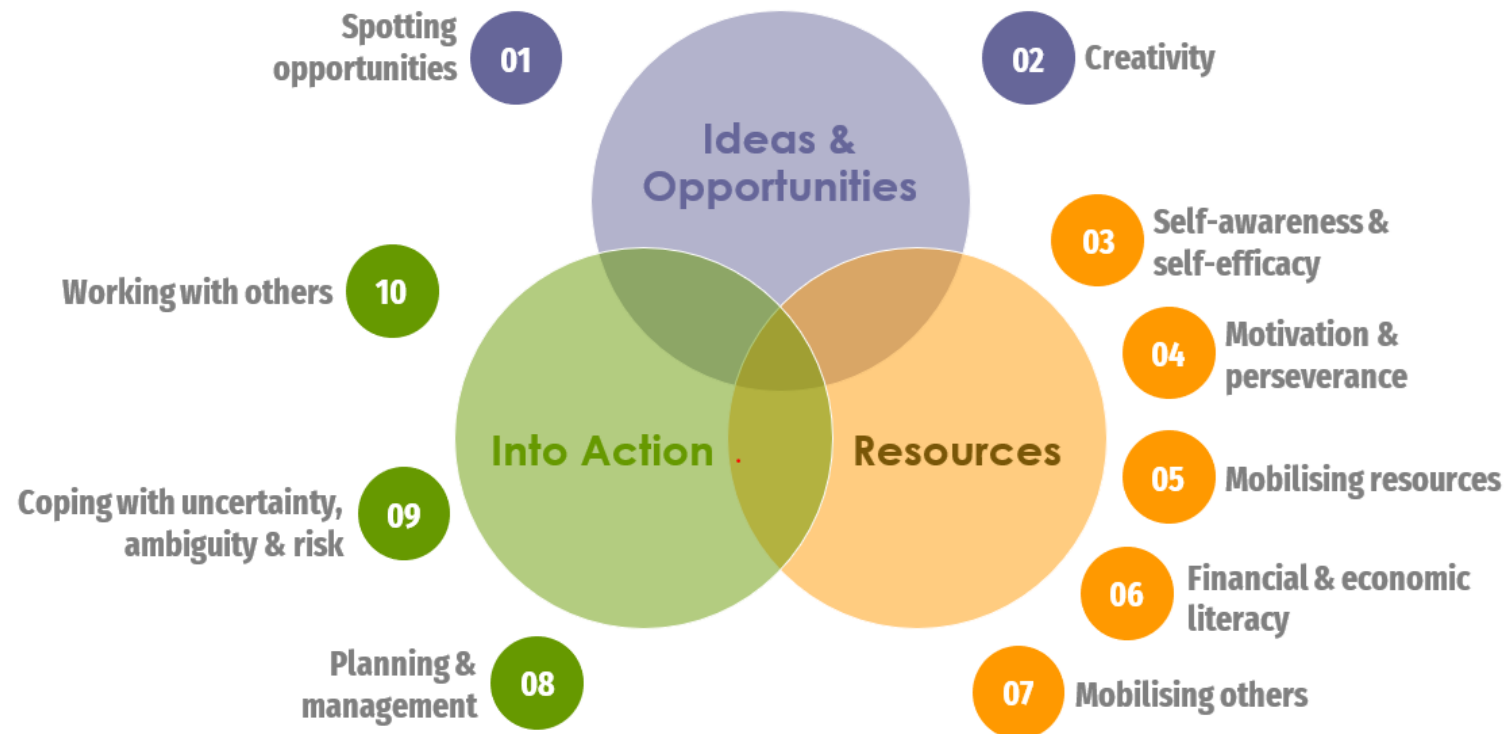 Spotting
opportunities
01
02
Creativity
Ideas &
Opportunities
03
Self-awareness &
self-efficacy
Working with others
10
04
Motivation &
perseverance
Into Action
Resources
05
Mobilising resources
Coping with uncertainty,
ambiguity & risk
09
06
Financial & economic
literacy
Planning &
management
08
07
Mobilising others